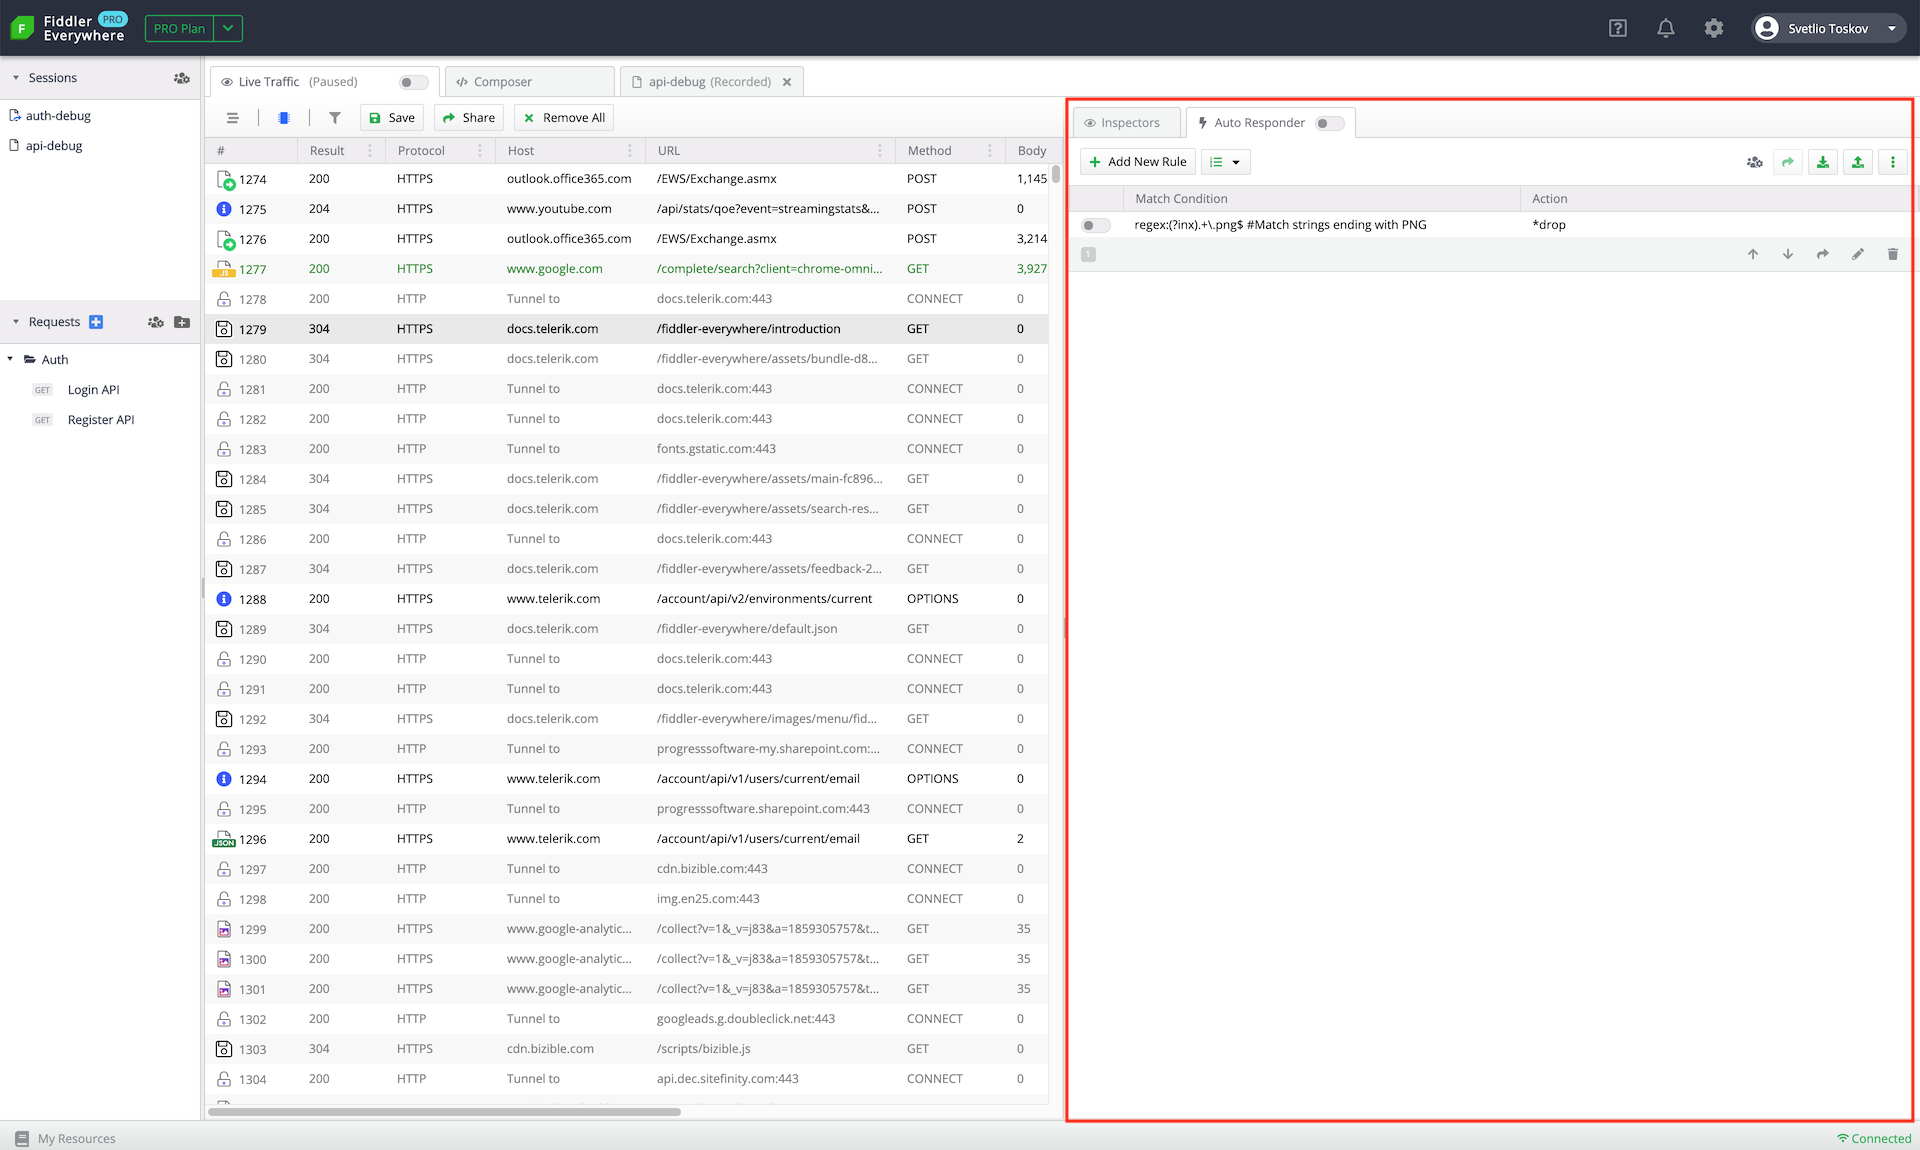 Fiddler PRO
Everywhere
PRO Plan
Svetlio Toskov
Sessions
auth-debug
api-debug
Requests
Auth
GET Login API
GET Register API
Live Traffic (Paused)
Composer
api-debug (Recorded)
Save
Share
Remove All
# Result Protocol Host URL Method Body
1274 200 HTTPS outlook.office365.com /EWS/Exchange.asmx POST 1,145
1275 204 HTTPS www.youtube.com /api/stats/qoe?event=streamingstats&... POST 0
1276 200 HTTPS outlook.office365.com /EWS/Exchange.asmx POST 3,214
JS 1277 200 HTTPS www.google.com /complete/search?client=chrome-omni... GET 3,927
1278 200 HTTP Tunnel to docs.telerik.com:443 CONNECT 0
1279 304 HTTPS docs.telerik.com /fiddler-everywhere/introduction GET 0
1280 304 HTTPS docs.telerik.com /fiddler-everywhere/assets/bundle-d8... GET 0
1281 200 HTTP Tunnel to docs.telerik.com:443 CONNECT 0
1282 200 HTTP Tunnel to docs.telerik.com:443 CONNECT 0
1283 200 HTTP Tunnel to fonts.gstatic.com:443 CONNECT 0
1284 304 HTTPS docs.telerik.com /fiddler-everywhere/assets/main-fc896... GET 0
1285 304 HTTPS docs.telerik.com /fiddler-everywhere/assets/search-res... GET 0
1286 200 HTTP Tunnel to docs.telerik.com:443 CONNECT 0
1287 304 HTTPS docs.telerik.com /fiddler-everywhere/assets/feedback-2... GET 0
1288 200 HTTPS www.telerik.com /account/api/v2/environments/current OPTIONS 0
1289 304 HTTPS docs.telerik.com /fiddler-everywhere/default.json GET 0
1290 200 HTTP Tunnel to docs.telerik.com:443 CONNECT 0
1291 200 HTTP Tunnel to docs.telerik.com:443 CONNECT 0
1292 304 HTTPS docs.telerik.com /fiddler-everywhere/images/menu/fid... GET 0
1293 200 HTTP Tunnel to progresssoftware-my.sharepoint.com:... CONNECT 0
1294 200 HTTPS www.telerik.com /account/api/v1/users/current/email OPTIONS 0
1295 200 HTTP Tunnel to progresssoftware.sharepoint.com:443 CONNECT 0
JSON 1296 200 HTTPS www.telerik.com /account/api/v1/users/current/email GET 2
1297 200 HTTP Tunnel to cdn.bizible.com:443 CONNECT 0
1298 200 HTTP Tunnel to img.en25.com:443 CONNECT 0
1299 200 HTTPS www.google-analytic... /collect?v=1&_v=j83&a=1859305757&t... GET 35
1300 200 HTTPS www.google-analytic... /collect?v=1&_v=j83&a=1859305757&t... GET 35
1301 200 HTTPS www.google-analytic... /collect?v=1&_v=j83&a=1859305757&t... GET 35
1302 200 HTTP Tunnel to googleads.g.doubleclick.net:443 CONNECT 0
1303 304 HTTPS cdn.bizible.com /scripts/bizible.js GET 0
1304 200 HTTP Tunnel to api.dec.sitefinity.com:443 CONNECT 0
Inspectors
Auto Responder
Add New Rule
Match Condition Action
regex:(?inx).+\.png$ #Match strings ending with PNG *drop
1
My Resources
Connected